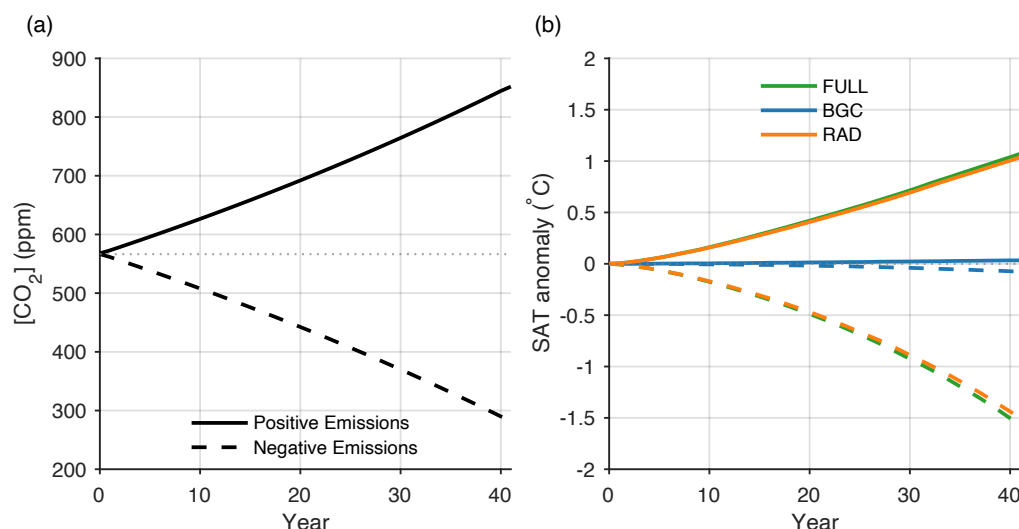 (a)
[CO₂] (ppm)
900
800
700
600
500
400
300
200
0
10
20
30
40
Year
Positive Emissions
Negative Emissions
(b)
SAT anomaly (°C)
2
1.5
1
0.5
0
-0.5
-1
-1.5
-2
0
10
20
30
40
Year
FULL
BGC
RAD